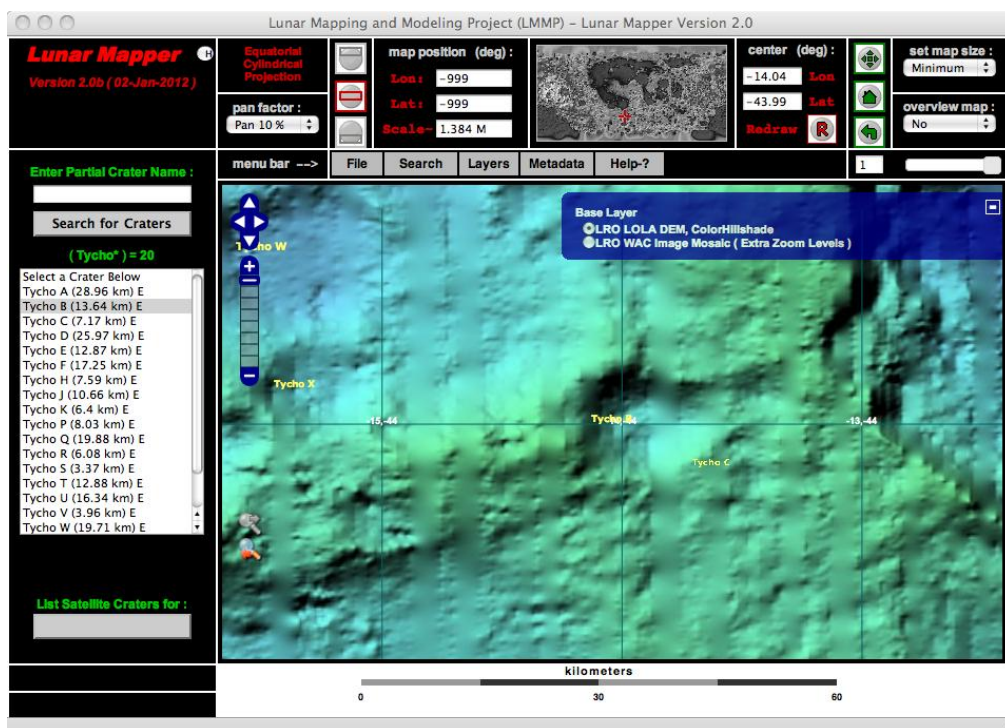 Lunar Mapping and Modeling Project (LMMP) – Lunar Mapper Version 2.0
Lunar Mapper
H
Version 2.0b ( 02-Jan-2012 )
Equatorial
Cylindrical
Projection
pan factor :
Pan 10 %
map position (deg) :
Lon: -999
Lat: -999
Scale~ 1.384 M
center (deg) :
-14.04 Lon
-43.99 Lat
Redraw R
set map size :
Minimum
overview map :
No
menu bar -->
File
Search
Layers
Metadata
Help-?
1
Enter Partial Crater Name :
Search for Craters
( Tycho* ) = 20
Select a Crater Below
Tycho A (28.96 km) E
Tycho B (13.64 km) E
Tycho C (7.17 km) E
Tycho D (25.97 km) E
Tycho E (12.87 km) E
Tycho F (17.25 km) E
Tycho H (7.59 km) E
Tycho J (10.66 km) E
Tycho K (6.4 km) E
Tycho P (8.03 km) E
Tycho Q (19.88 km) E
Tycho R (6.08 km) E
Tycho S (3.37 km) E
Tycho T (12.88 km) E
Tycho U (16.34 km) E
Tycho V (3.96 km) E
Tycho W (19.71 km) E
List Satellite Craters for :
Base Layer
LRO LOLA DEM, ColorHillshade
LRO WAC Image Mosaic ( Extra Zoom Levels )
Tycho X
-15,-44
-13,-44
Tycho C
kilometers
0
30
60